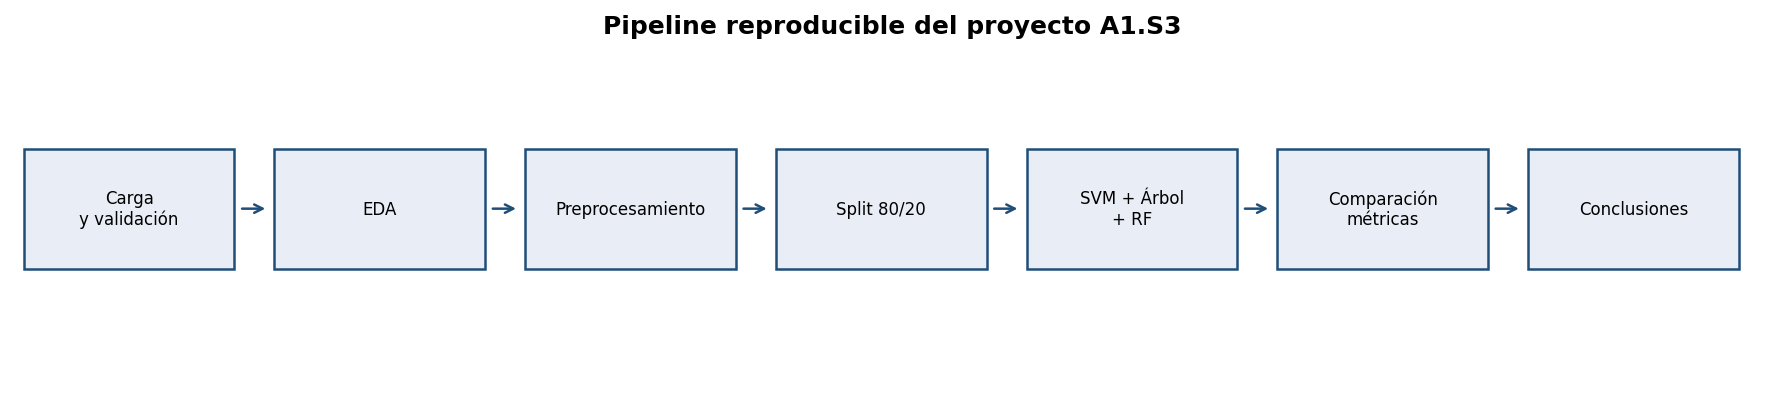 Pipeline reproducible del proyecto A1.S3
Carga
y validación
EDA
Preprocesamiento
Split 80/20
SVM + Árbol
+ RF
Comparación
métricas
Conclusiones